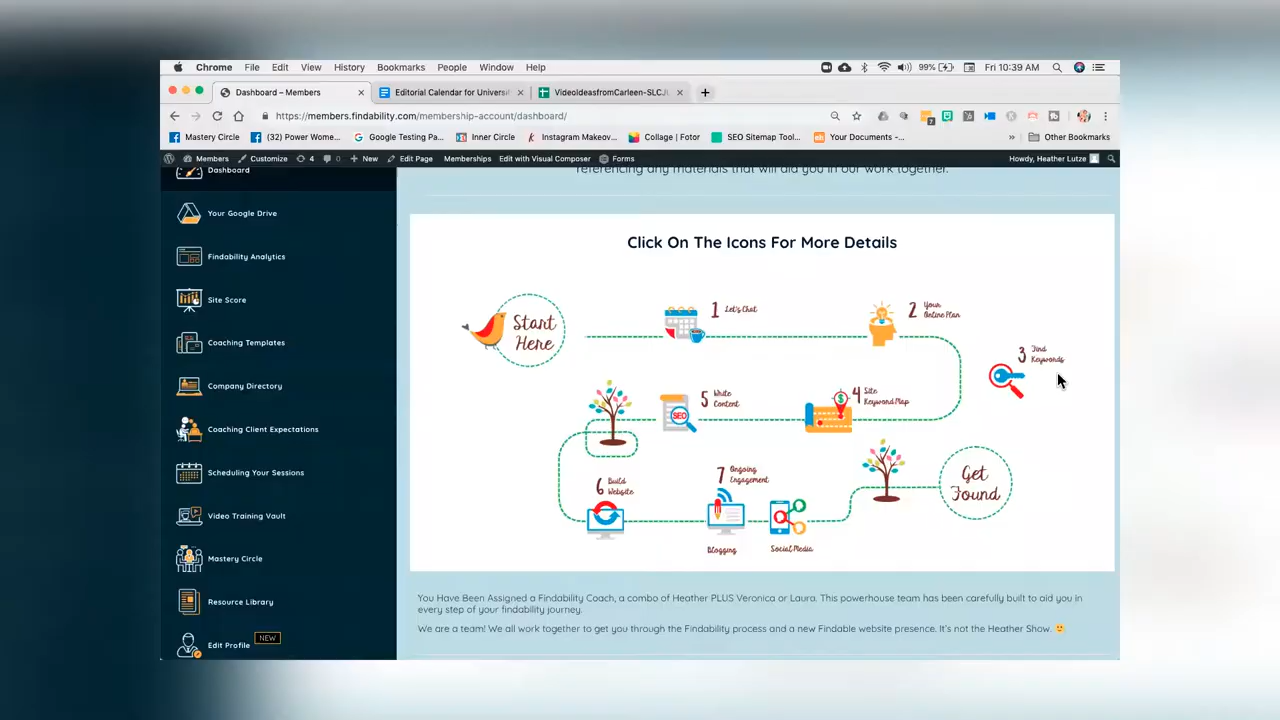 Chrome File Edit View History Bookmarks People Window Help 99% Fri 10:39 AM
Dashboard – Members
Editorial Calendar for Universi
VideoIdeasfromCarleen-SLCJU
https://members.findability.com/membership-account/dashboard/
Mastery Circle
(32) Power Wome...
Google Testing Pa...
Inner Circle
Instagram Makeov...
Collage | Fotor
SEO Sitemap Tool...
Your Documents -...
Other Bookmarks
Members Customize 4 0 New Edit Page Memberships Edit with Visual Composer Forms Howdy, Heather Lutze
Dashboard
Your Google Drive
Findability Analytics
Site Score
Coaching Templates
Company Directory
Coaching Client Expectations
Scheduling Your Sessions
Video Training Vault
Mastery Circle
Resource Library
Edit Profile NEW
referencing any materials that will aid you in our work together.
Click On The Icons For More Details
Start
Here
1 Let's Chat
2 Your
Online Plan
3 Find
Keywords
4 Site
Keyword Map
5 Write
Content
SEO
6 Build
Website
7 Ongoing
Engagement
Blogging
Social Media
Get
Found
You Have Been Assigned a Findability Coach, a combo of Heather PLUS Veronica or Laura. This powerhouse team has been carefully built to aid you in
every step of your findability journey.
We are a team! We all work together to get you through the Findability process and a new Findable website presence. It's not the Heather Show. 🙂